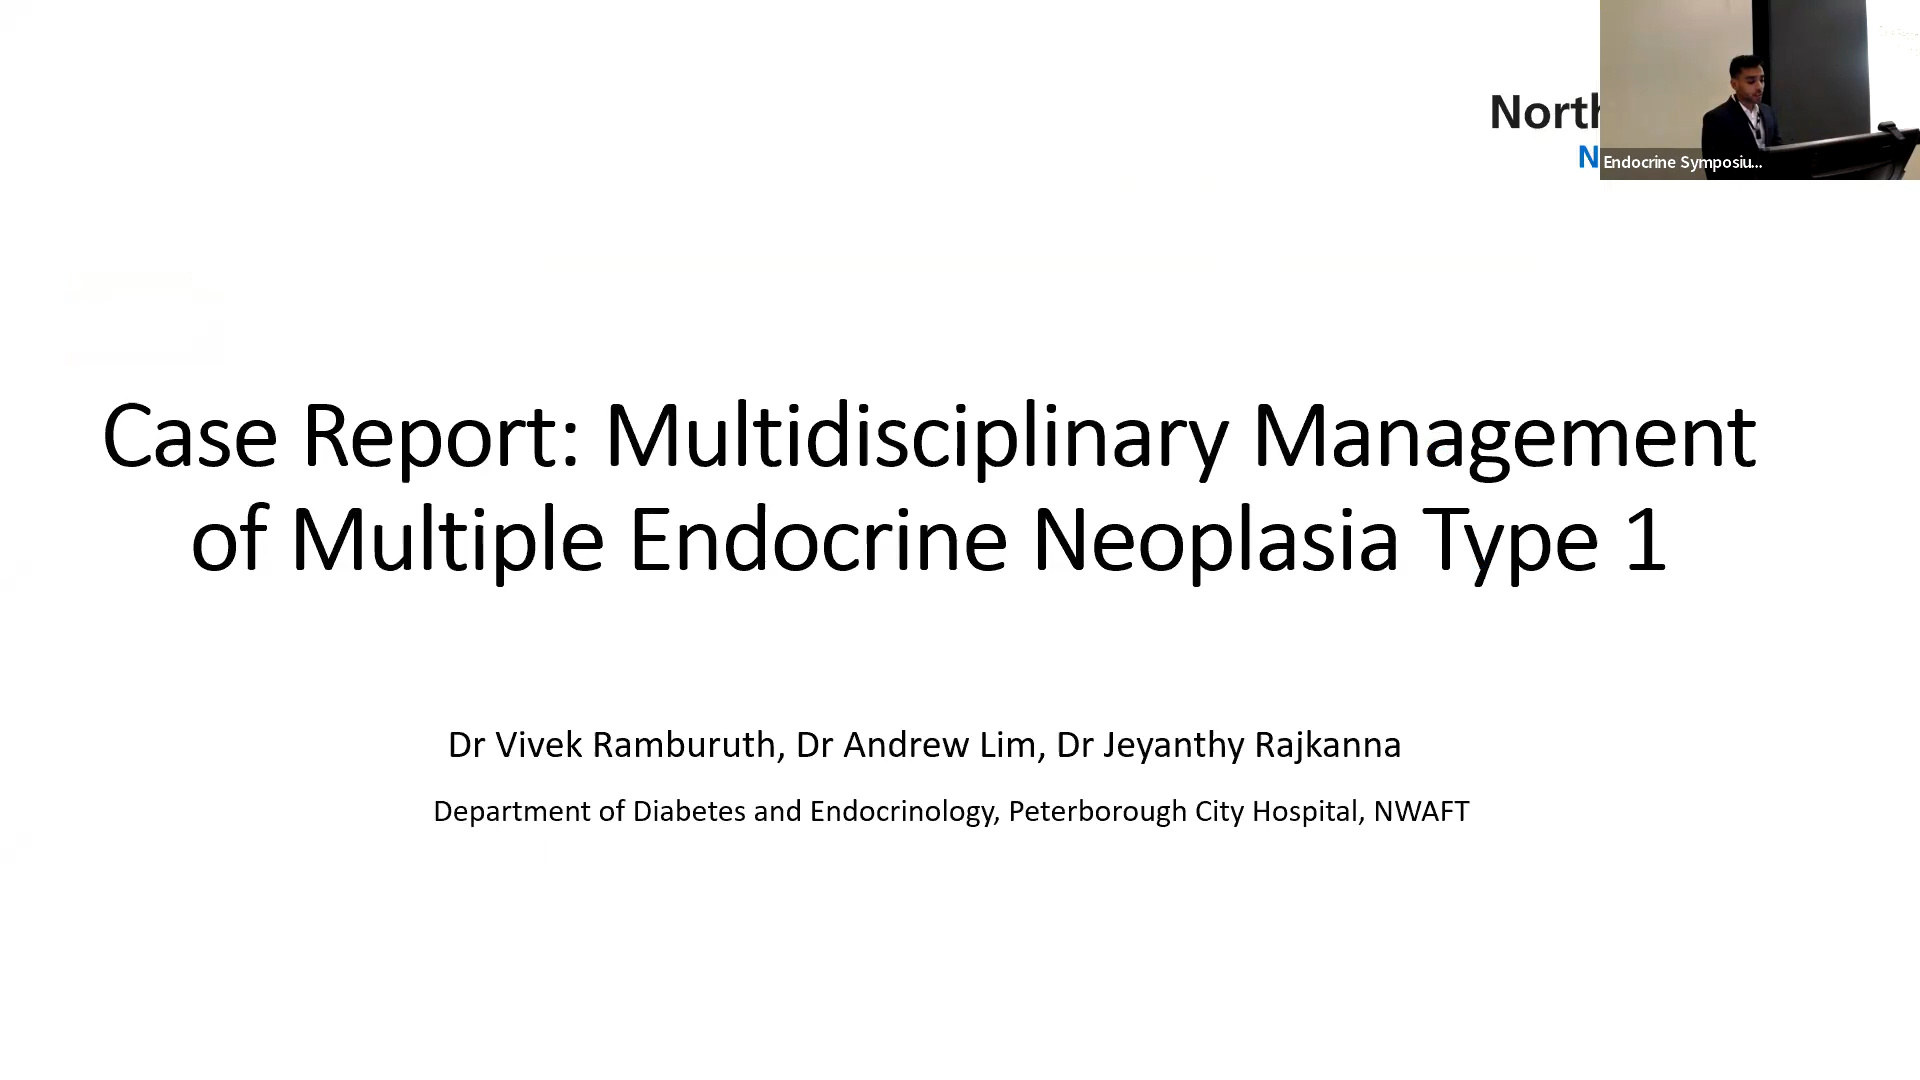 North
N
Endocrine Symposiu...
Case Report: Multidisciplinary Management
of Multiple Endocrine Neoplasia Type 1
Dr Vivek Ramburuth, Dr Andrew Lim, Dr Jeyanthy Rajkanna
Department of Diabetes and Endocrinology, Peterborough City Hospital, NWAFT